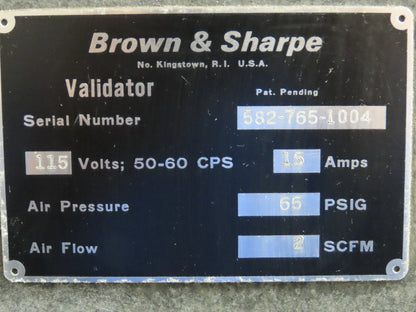 Brown & Sharpe
No. Kingstown, R.I. U.S.A.
Validator Pat. Pending
Serial Number 582-765-1004
115 Volts; 50-60 CPS 15 Amps
Air Pressure 65 PSIG
Air Flow 2 SCFM